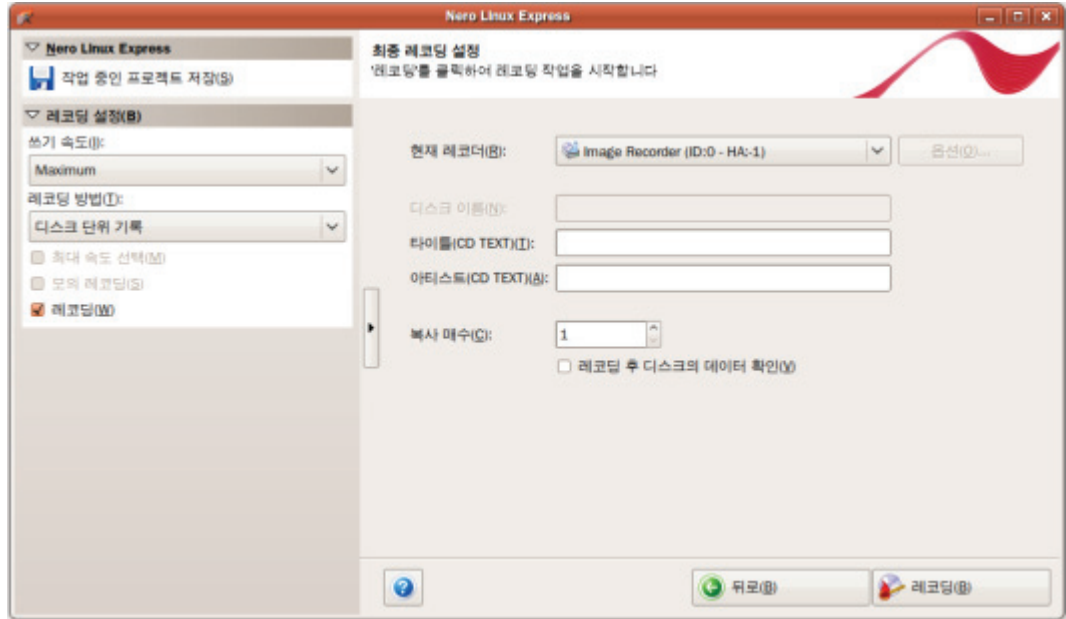 Nero Linux Express
Nero Linux Express
작업 중인 프로젝트 저장(S)
레코딩 설정(B)
쓰기 속도(I):
Maximum
레코딩 방법(T):
디스크 단위 기록
최대 속도 선택(M)
모의 레코딩(S)
레코딩(W)
최종 레코딩 설정
'레코딩'를 클릭하여 레코딩 작업을 시작합니다
현재 레코더(R):
Image Recorder (ID:0 - HA:-1)
옵션(O)...
디스크 이름(N):
타이틀(CD TEXT)(T):
아티스트(CD TEXT)(A):
복사 매수(C):
1
레코딩 후 디스크의 데이터 확인(V)
뒤로(B)
레코딩(B)